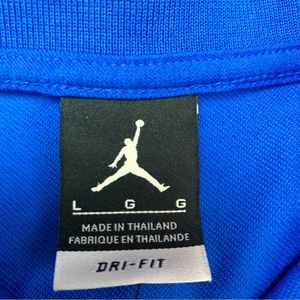 L G G
MADE IN THAILAND
FABRIQUE EN THAILANDE
DRI-FIT